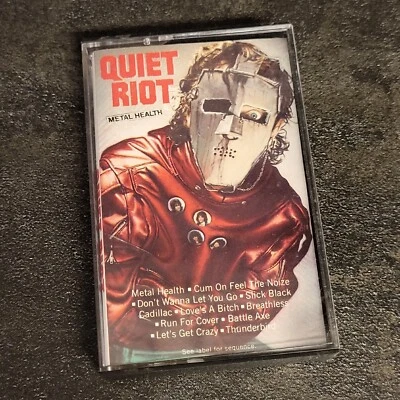 QUIET
RIOT
METAL HEALTH
Metal Health ▪ Cum On Feel The Noize
▪ Don't Wanna Let You Go ▪ Slick Black
Cadillac ▪ Love's A Bitch ▪ Breathless
▪ Run For Cover ▪ Battle Axe
▪ Let's Get Crazy ▪ Thunderbird
See label for sequence.